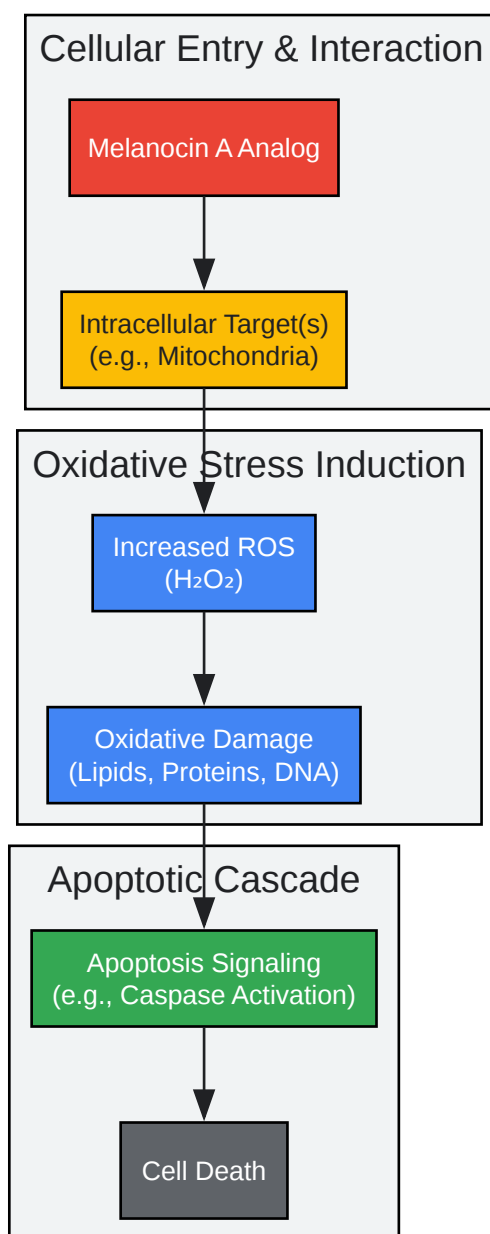 Cellular Entry & Interaction
Melanocin A Analog
Intracellular Target(s)
(e.g., Mitochondria)
Oxidative Stress Induction
Increased ROS
(H₂O₂)
Oxidative Damage
(Lipids, Proteins, DNA)
Apoptotic Cascade
Apoptosis Signaling
(e.g., Caspase Activation)
Cell Death